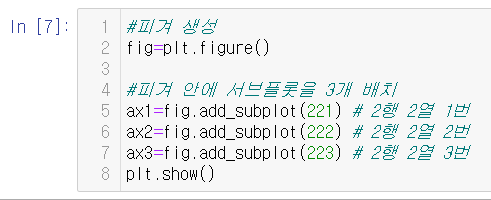 In [7]:
1 #피겨 생성
2 fig=plt.figure()
3
4 #피겨 안에 서브플롯을 3개 배치
5 ax1=fig.add_subplot(221) # 2행 2열 1번
6 ax2=fig.add_subplot(222) # 2행 2열 2번
7 ax3=fig.add_subplot(223) # 2행 2열 3번
8 plt.show()